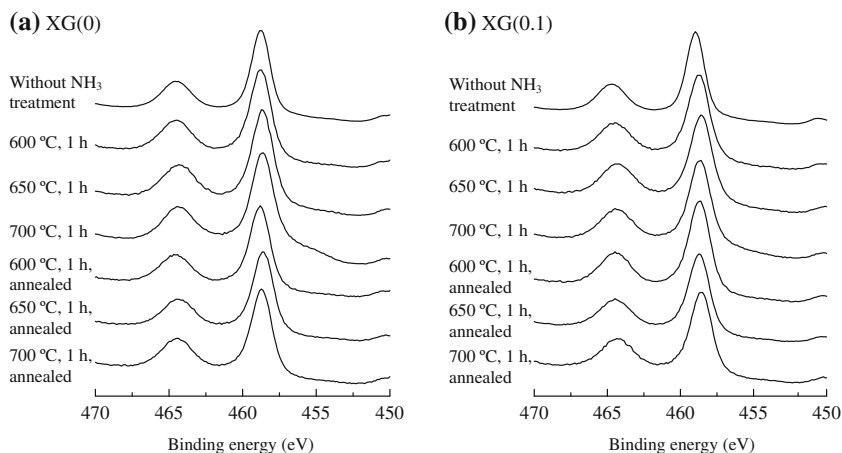 (a) XG(0)
Without NH₃
treatment
600 ºC, 1 h
650 ºC, 1 h
700 ºC, 1 h
600 ºC, 1 h,
annealed
650 ºC, 1 h,
annealed
700 ºC, 1 h,
annealed
470 465 460 455 450
Binding energy (eV)
(b) XG(0.1)
Without NH₃
treatment
600 ºC, 1 h
650 ºC, 1 h
700 ºC, 1 h
600 ºC, 1 h,
annealed
650 ºC, 1 h,
annealed
700 ºC, 1 h,
annealed
470 465 460 455 450
Binding energy (eV)